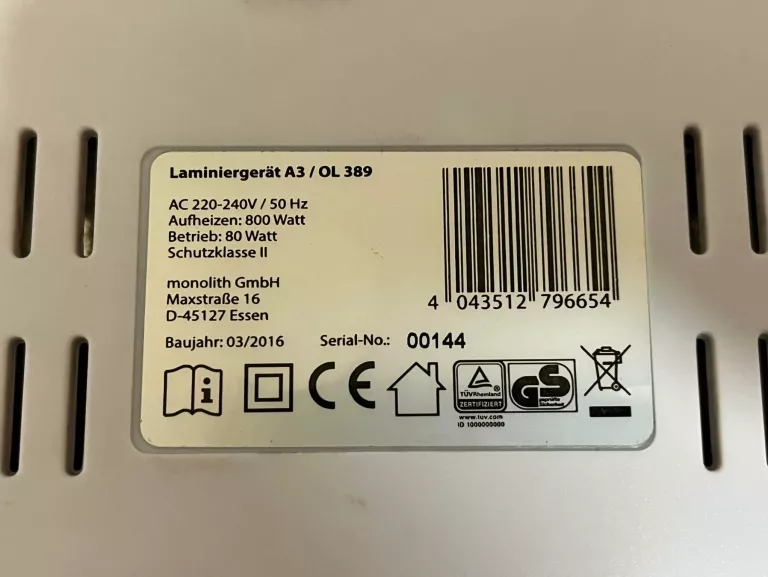 Laminiergerät A3 / OL 389
AC 220-240V / 50 Hz
Aufheizen: 800 Watt
Betrieb: 80 Watt
Schutzklasse II
monolith GmbH
Maxstraße 16
D-45127 Essen
4 043512 796654
Baujahr: 03/2016 Serial-No.: 00144
i
CE
TÜVRheinland
ZERTIFIZIERT
GS
geprüfte
Sicherheit
www.tuv.com
ID 1000000000